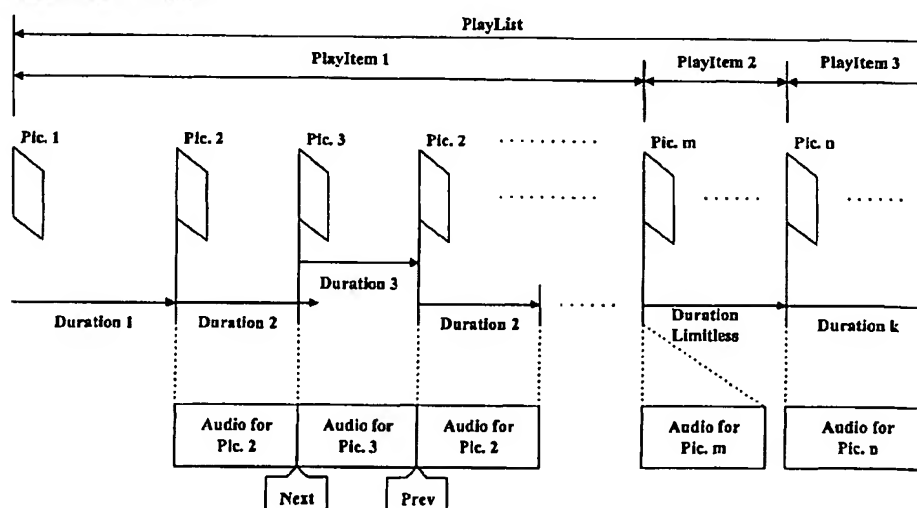 PlayList
PlayItem 1
PlayItem 2
PlayItem 3
Pic. 1
Pic. 2
Pic. 3
Pic. 2
Pic. m
Pic. n
Duration 3
Duration 1
Duration 2
Duration 2
Duration
Limitless
Duration k
Audio for
Pic. 2
Audio for
Pic. 3
Audio for
Pic. 2
Audio for
Pic. m
Audio for
Pic. n
Next
Prev